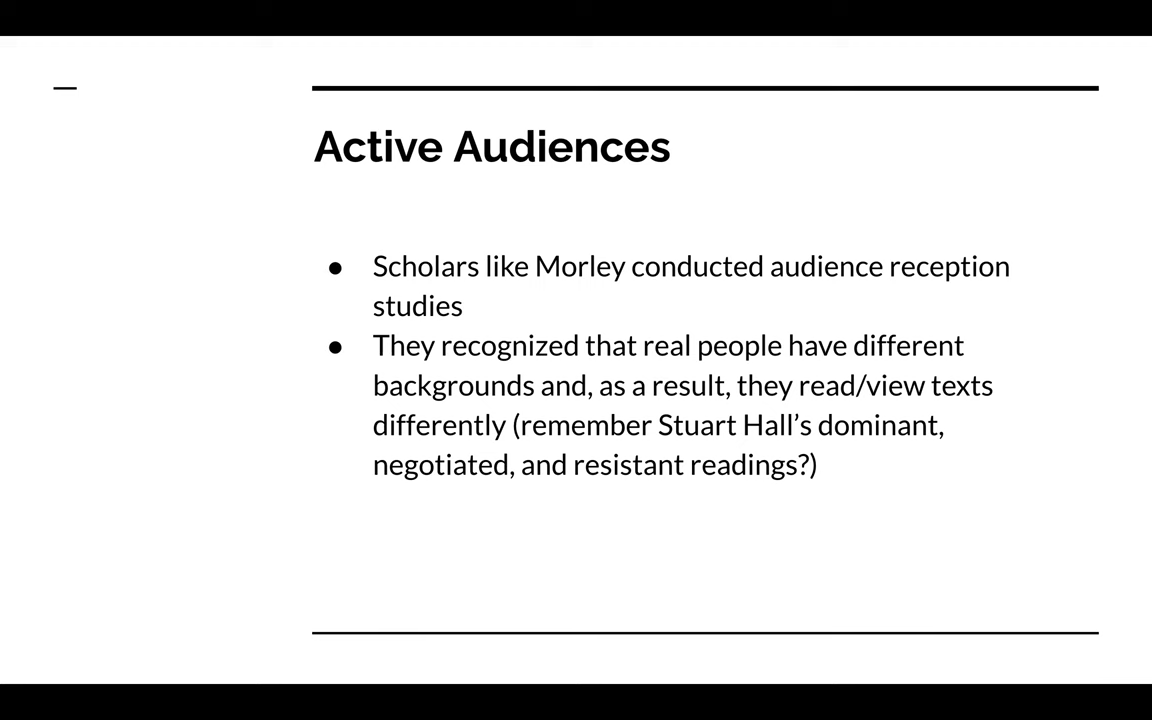 Active Audiences
● Scholars like Morley conducted audience reception
studies
● They recognized that real people have different
backgrounds and, as a result, they read/view texts
differently (remember Stuart Hall’s dominant,
negotiated, and resistant readings?)